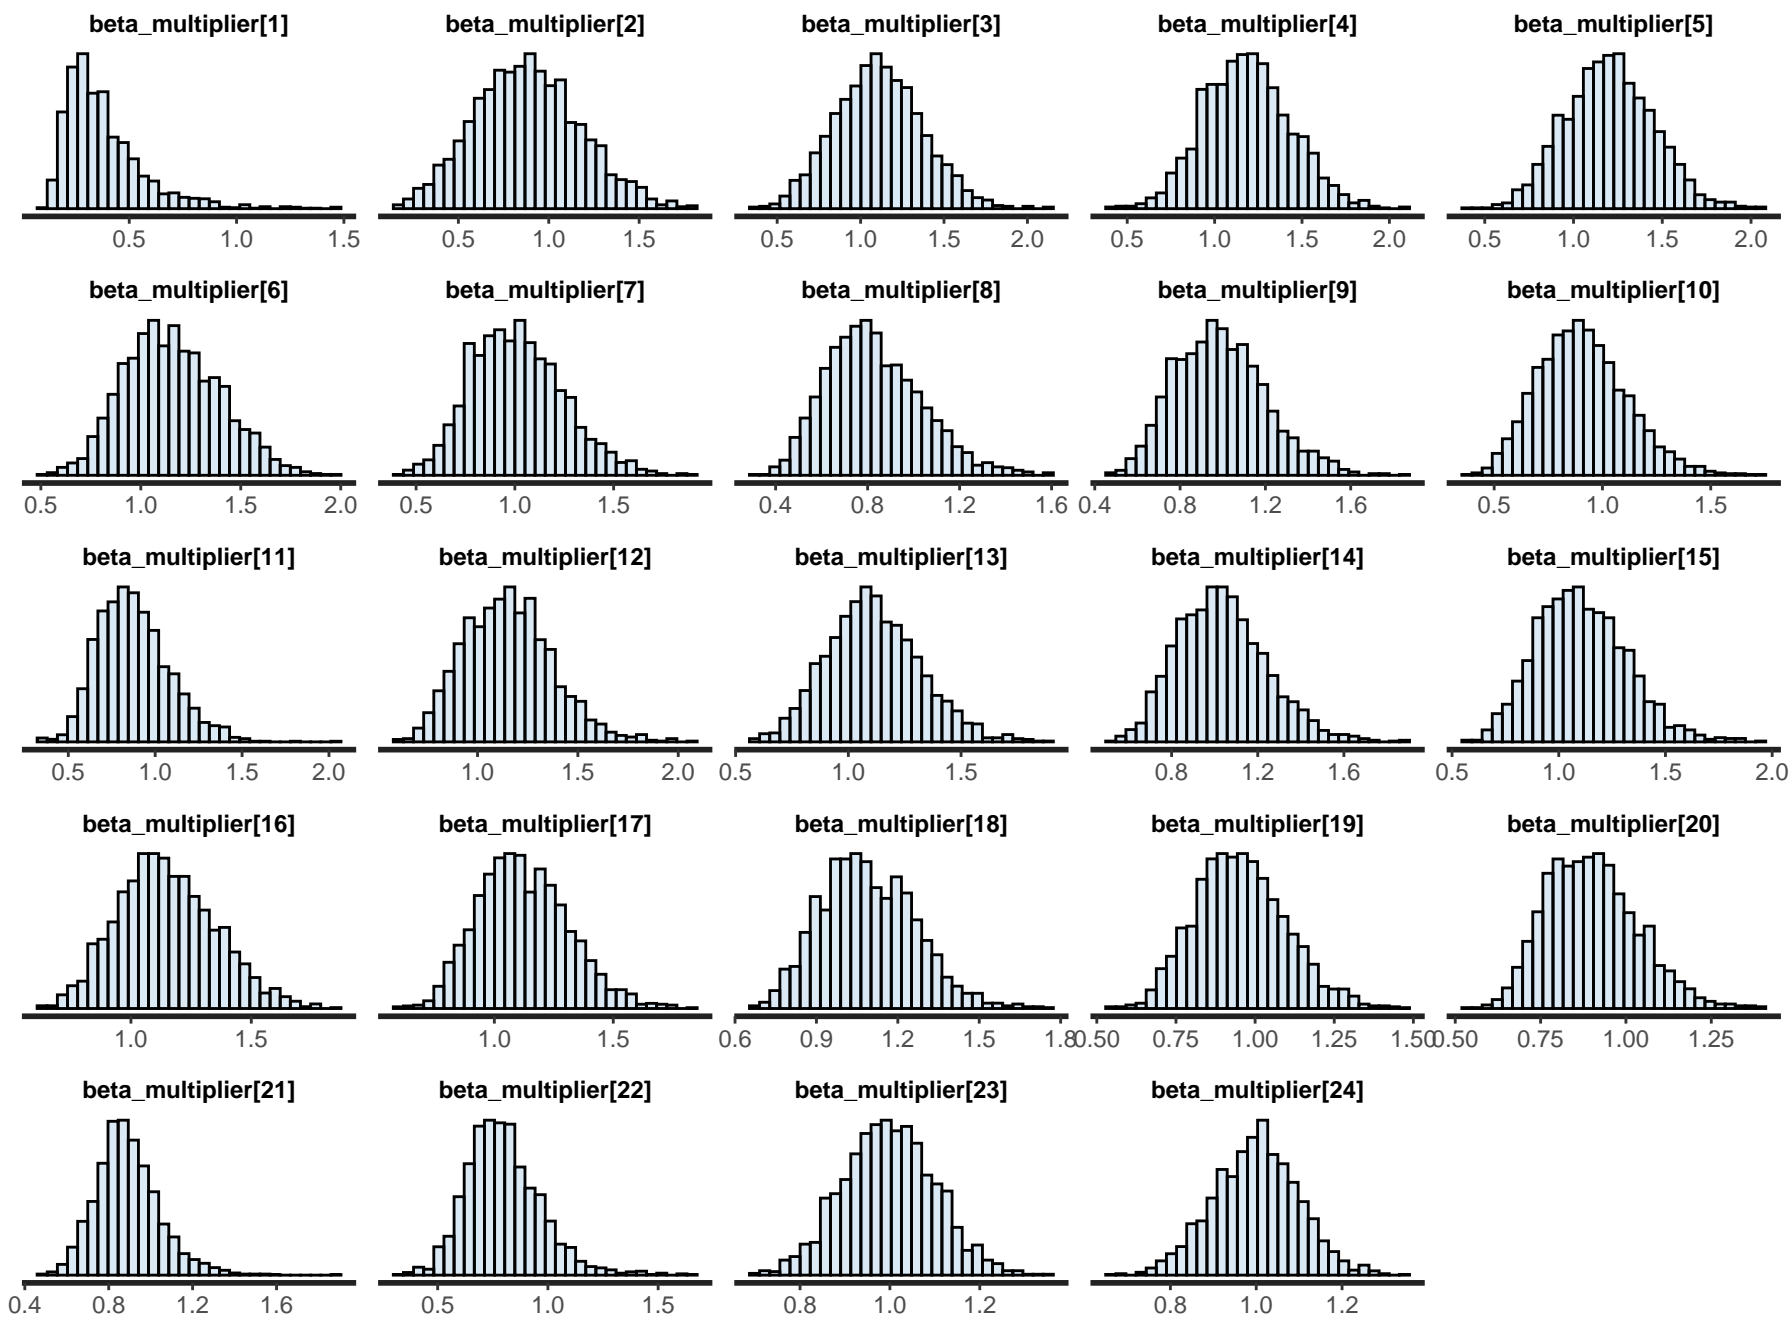 beta_multiplier[1] beta_multiplier[2] beta_multiplier[3] beta_multiplier[4] beta_multiplier[5]
0.5 1.0 1.5 0.5 1.0 1.5 0.5 1.0 1.5 2.0 0.5 1.0 1.5 2.0 0.5 1.0 1.5 2.0
beta_multiplier[6] beta_multiplier[7] beta_multiplier[8] beta_multiplier[9] beta_multiplier[10]
0.5 1.0 1.5 2.0 0.5 1.0 1.5 0.4 0.8 1.2 1.6 0.4 0.8 1.2 1.6 0.5 1.0 1.5
beta_multiplier[11] beta_multiplier[12] beta_multiplier[13] beta_multiplier[14] beta_multiplier[15]
0.5 1.0 1.5 2.0 1.0 1.5 2.0 0.5 1.0 1.5 0.8 1.2 1.6 0.5 1.0 1.5 2.0
beta_multiplier[16] beta_multiplier[17] beta_multiplier[18] beta_multiplier[19] beta_multiplier[20]
1.0 1.5 1.0 1.5 0.6 0.9 1.2 1.5 1.8 0.50 0.75 1.00 1.25 1.50 0.50 0.75 1.00 1.25
beta_multiplier[21] beta_multiplier[22] beta_multiplier[23] beta_multiplier[24]
0.4 0.8 1.2 1.6 0.5 1.0 1.5 0.8 1.0 1.2 0.8 1.0 1.2